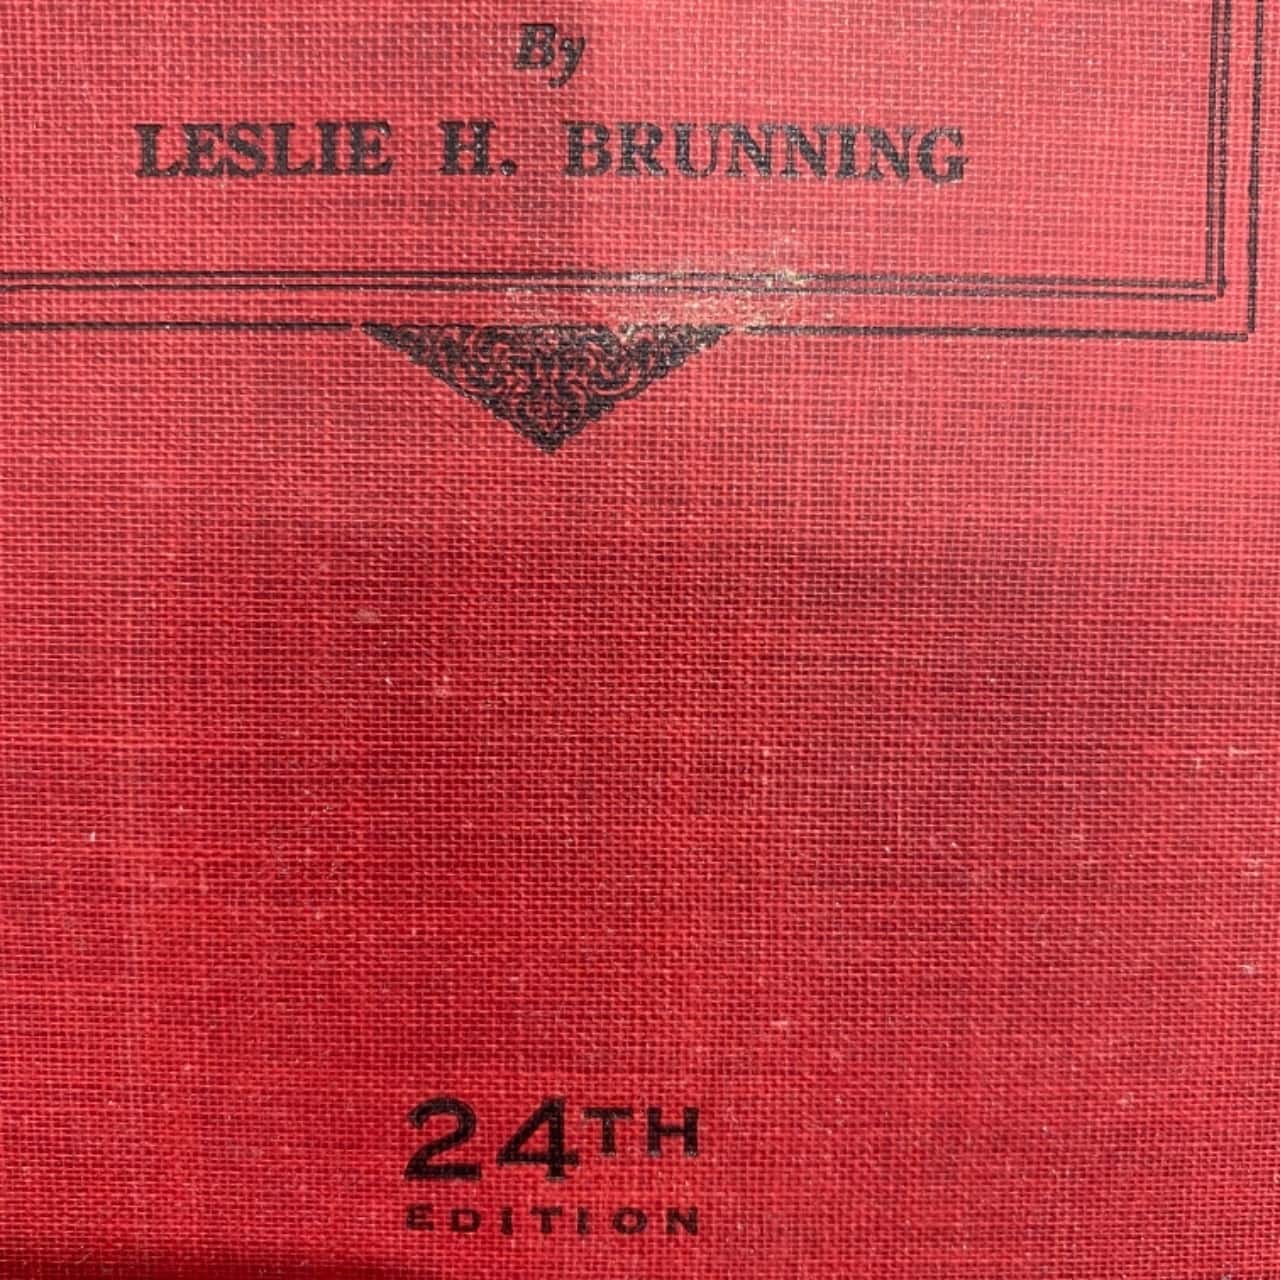 By
LESLIE H. BRUNNING
24TH
EDITION